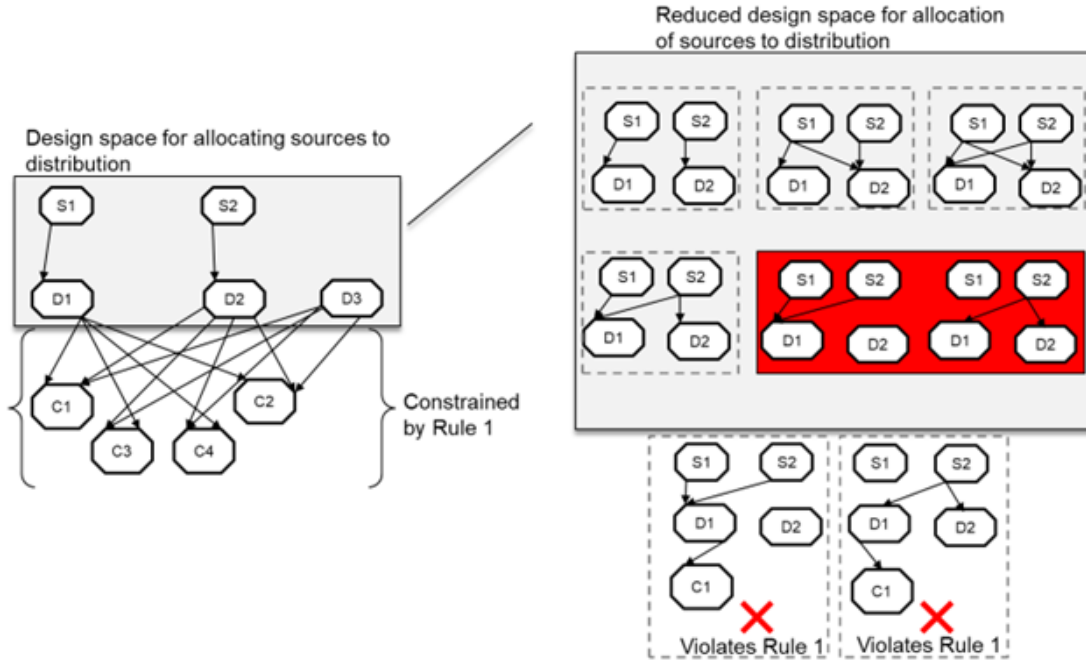 Reduced design space for allocation
of sources to distribution
Design space for allocating sources to
distribution
S1 S2
D1 D2 D3
C1 C2
C3 C4
Constrained
by Rule 1
S1 S2 S1 S2 S1 S2
D1 D2 D1 D2 D1 D2
S1 S2 S1 S2 S1 S2
D1 D2 D1 D2 D1 D2
S1 S2 S1 S2
D1 D2 D1 D2
C1 C1
Violates Rule 1 Violates Rule 1